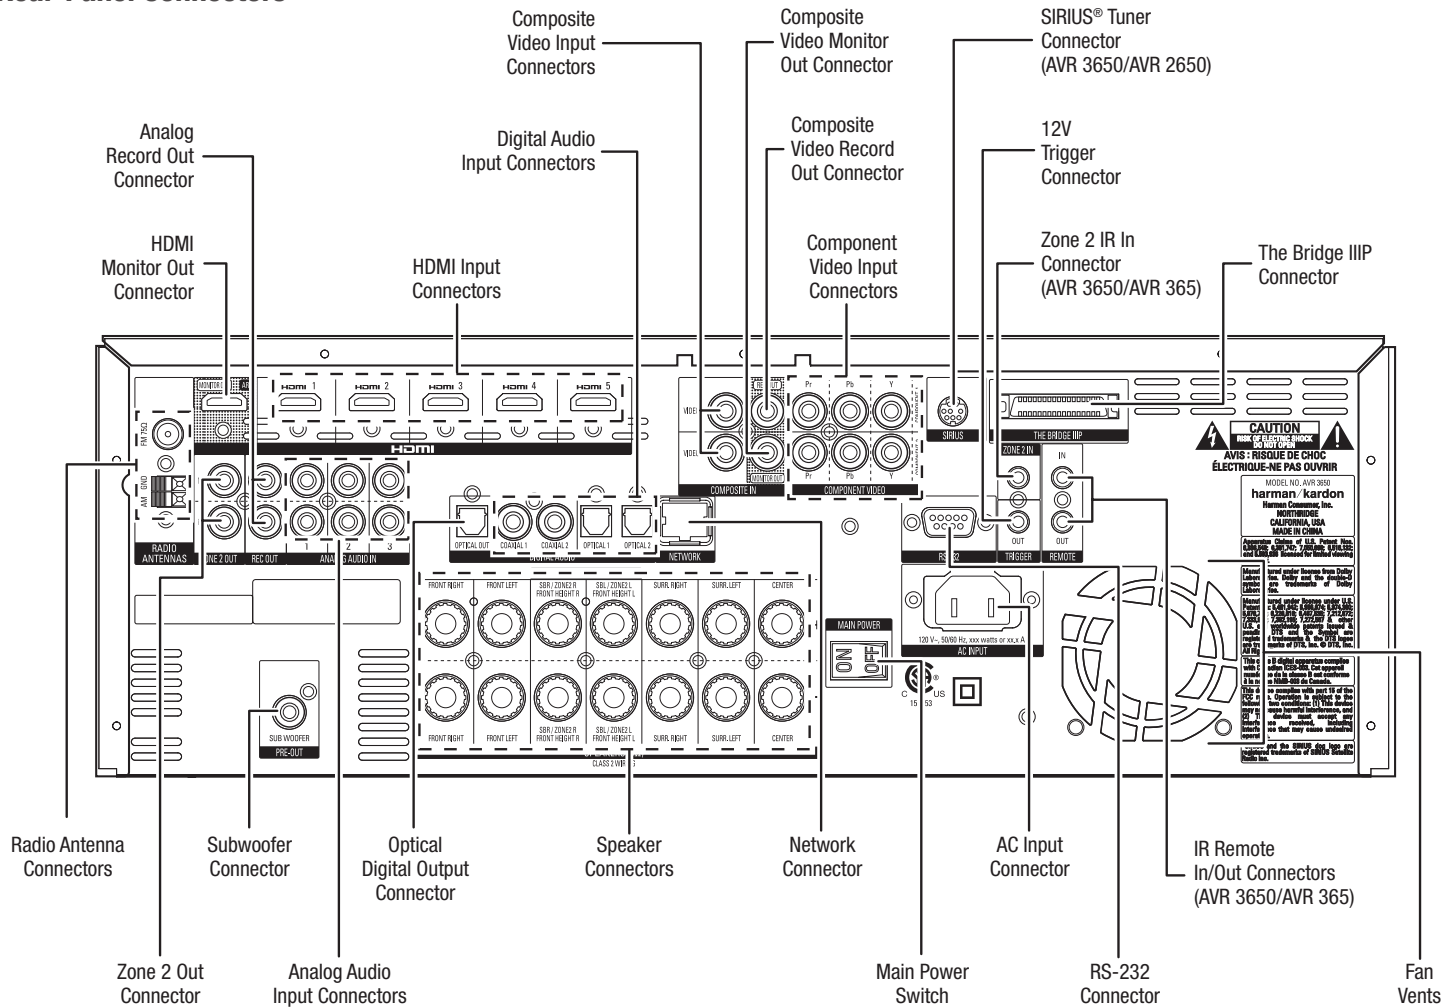 Rear-Panel Connectors
Composite
Video Input
Connectors
Composite
Video Monitor
Out Connector
SIRIUS® Tuner
Connector
(AVR 3650/AVR 2650)
Analog
Record Out
Connector
Digital Audio
Input Connectors
Composite
Video Record
Out Connector
12V
Trigger
Connector
HDMI
Monitor Out
Connector
HDMI Input
Connectors
Component
Video Input
Connectors
Zone 2 IR In
Connector
(AVR 3650/AVR 365)
The Bridge IIIP
Connector
HDMI 1
HDMI 2
HDMI 3
HDMI 4
HDMI 5
HDMI
FM 75Ω
GND
AM
RADIO
ANTENNAS
ZONE 2 OUT
REC OUT
1
2
3
COMPOSITE IN
MONITOR OUT
Pr
Pb
Y
Pr
Pb
Y
COMPONENT VIDEO
SIRIUS
THE BRIDGE IIIP
ZONE 2 IN
IN
OUT
OUT
TRIGGER
REMOTE
OPTICAL OUT
COAXIAL 1
COAXIAL 2
OPTICAL 1
OPTICAL 2
NETWORK
CAUTION
RISK OF ELECTRIC SHOCK
DO NOT OPEN
AVIS : RISQUE DE CHOC
ÉLECTRIQUE-NE PAS OUVRIR
MODEL NO. AVR 3650
harman/kardon
Harman Consumer, Inc.
NORTHRIDGE
CALIFORNIA, USA
MADE IN CHINA
FRONT RIGHT
FRONT LEFT
SBR / ZONE2 R
FRONT HEIGHT R
SBL / ZONE2 L
FRONT HEIGHT L
SURR. RIGHT
SURR. LEFT
CENTER
MAIN POWER
ON
OFF
120 V~, 50/60 Hz, xxx watts or xx.x A
AC INPUT
C
US
®
SUB WOOFER
PRE-OUT
FRONT RIGHT
FRONT LEFT
SBR / ZONE2 R
FRONT HEIGHT R
SBL / ZONE2 L
FRONT HEIGHT L
SURR. RIGHT
SURR. LEFT
CENTER
Radio Antenna
Connectors
Subwoofer
Connector
Optical
Digital Output
Connector
Speaker
Connectors
Network
Connector
AC Input
Connector
IR Remote
In/Out Connectors
(AVR 3650/AVR 365)
Zone 2 Out
Connector
Analog Audio
Input Connectors
Main Power
Switch
RS-232
Connector
Fan
Vents